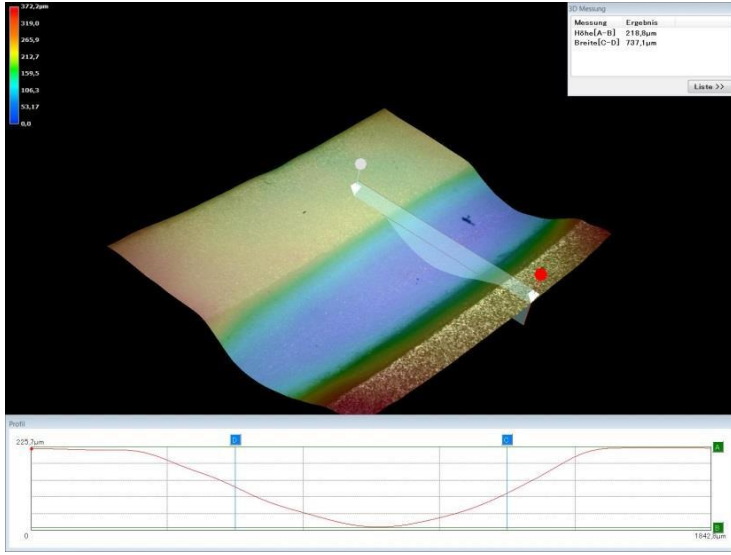 372,2µm
319,0
265,9
212,7
159,5
106,3
53,17
0,0
3D Messung
Messung Ergebnis
Höhe[A-B] 218,8µm
Breite[C-D] 737,1µm
Liste >>
Profil
225,7µm
D
C
A
B
0
1842,8µm